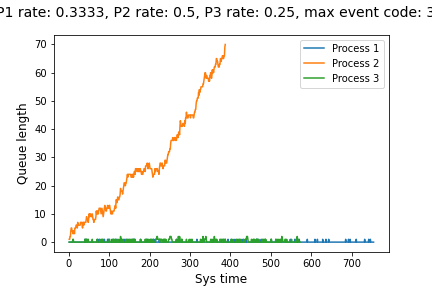 P1 rate: 0.3333, P2 rate: 0.5, P3 rate: 0.25, max event code: 3
Process 1
Process 2
Process 3
Queue length
70
60
50
40
30
20
10
0
0 100 200 300 400 500 600 700
Sys time